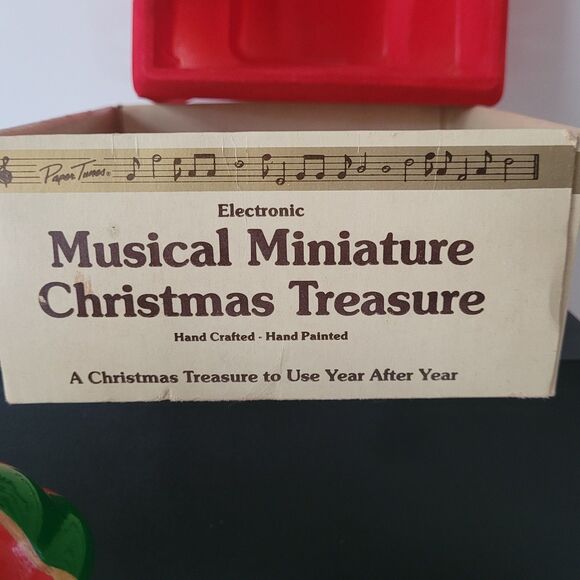 Paper Tunes®
Electronic
Musical Miniature
Christmas Treasure
Hand Crafted - Hand Painted
A Christmas Treasure to Use Year After Year